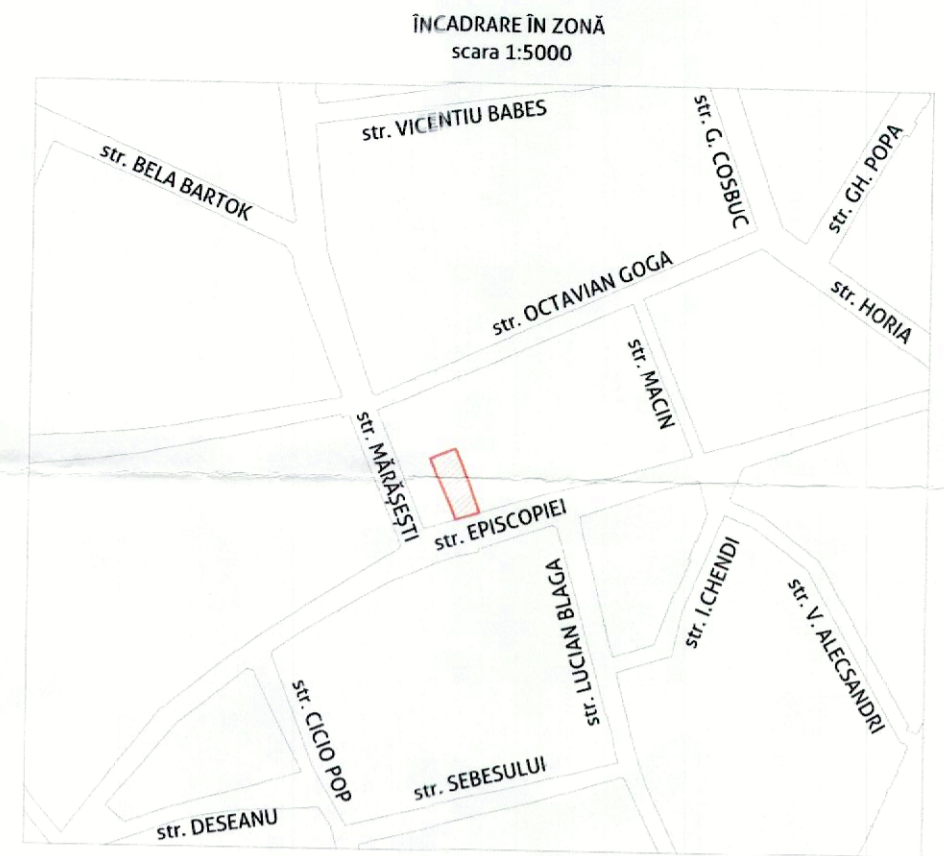 ÎNCADRARE ÎN ZONĂ
scara 1:5000
str. VICENTIU BABES
str. G. COSBUC
str. GH. POPA
str. BELA BARTOK
str. OCTAVIAN GOGA
str. HORIA
str. MACIN
str. MĂRĂȘEȘTI
str. EPISCOPIEI
str. LUCIAN BLAGA
str. I.CHENDI
str. V. ALECSANDRI
str. CICIO POP
str. SEBESULUI
str. DESEANU